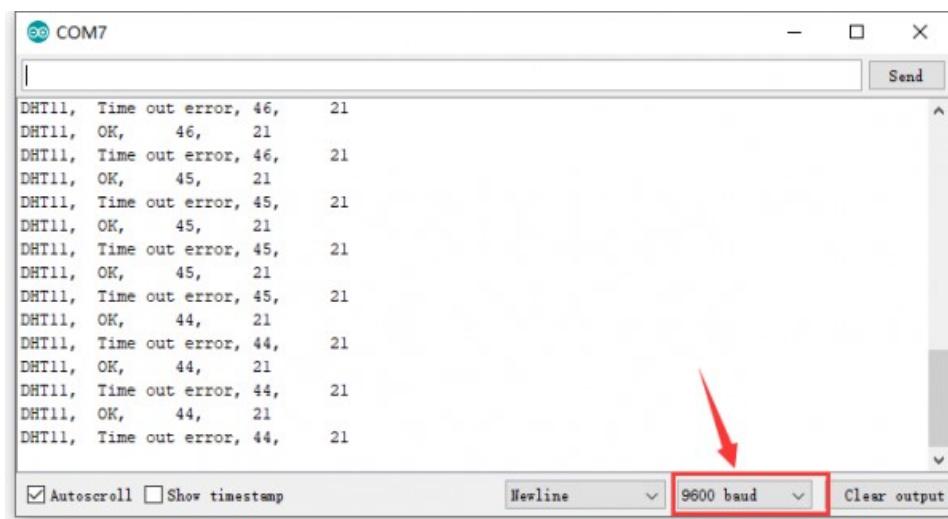 COM7
Send
DHT11, Time out error, 46, 21
DHT11, OK, 46, 21
DHT11, Time out error, 46, 21
DHT11, OK, 45, 21
DHT11, Time out error, 45, 21
DHT11, OK, 45, 21
DHT11, Time out error, 45, 21
DHT11, OK, 45, 21
DHT11, Time out error, 45, 21
DHT11, OK, 44, 21
DHT11, Time out error, 44, 21
DHT11, OK, 44, 21
DHT11, Time out error, 44, 21
DHT11, OK, 44, 21
DHT11, Time out error, 44, 21
Autoscroll Show timestamp Newline 9600 baud Clear output